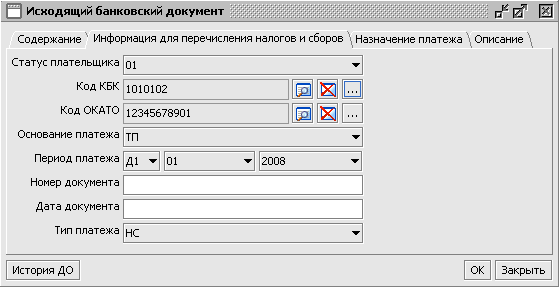 Исходящий банковский документ
Содержание Информация для перечисления налогов и сборов Назначение платежа Описание
Статус плательщика 01
Код КБК 1010102 ...
Код ОКАТО 12345678901 ...
Основание платежа ТП
Период платежа Д1 01 2008
Номер документа
Дата документа
Тип платежа НС
История ДО OK Закрыть